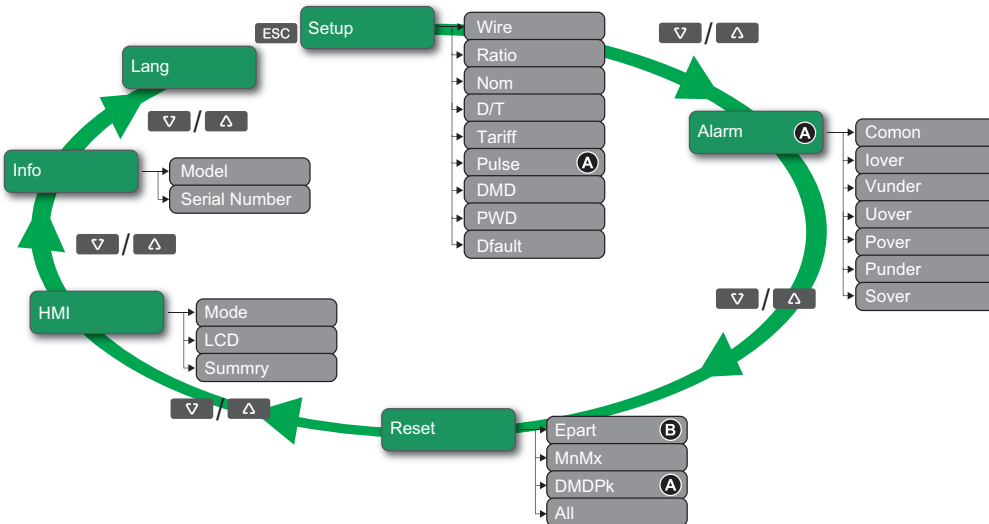 ESC
Setup
Wire
Ratio
Nom
D/T
Tariff
Pulse A
DMD
PWD
Dfault
/
Alarm A
Comon
Iover
Vunder
Uover
Pover
Punder
Sover
/
Reset
Epart B
MnMx
DMDPk A
All
/
HMI
Mode
LCD
Summry
/
Info
Model
Serial Number
/
Lang